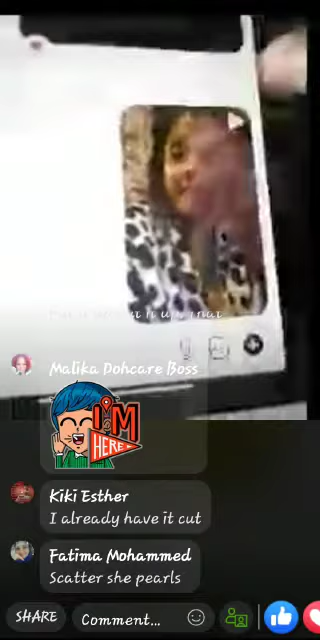 Malika Dohcare Boss
I'M
HERE
Kiki Esther
I already have it cut
Fatima Mohammed
Scatter she pearls
SHARE
Comment...